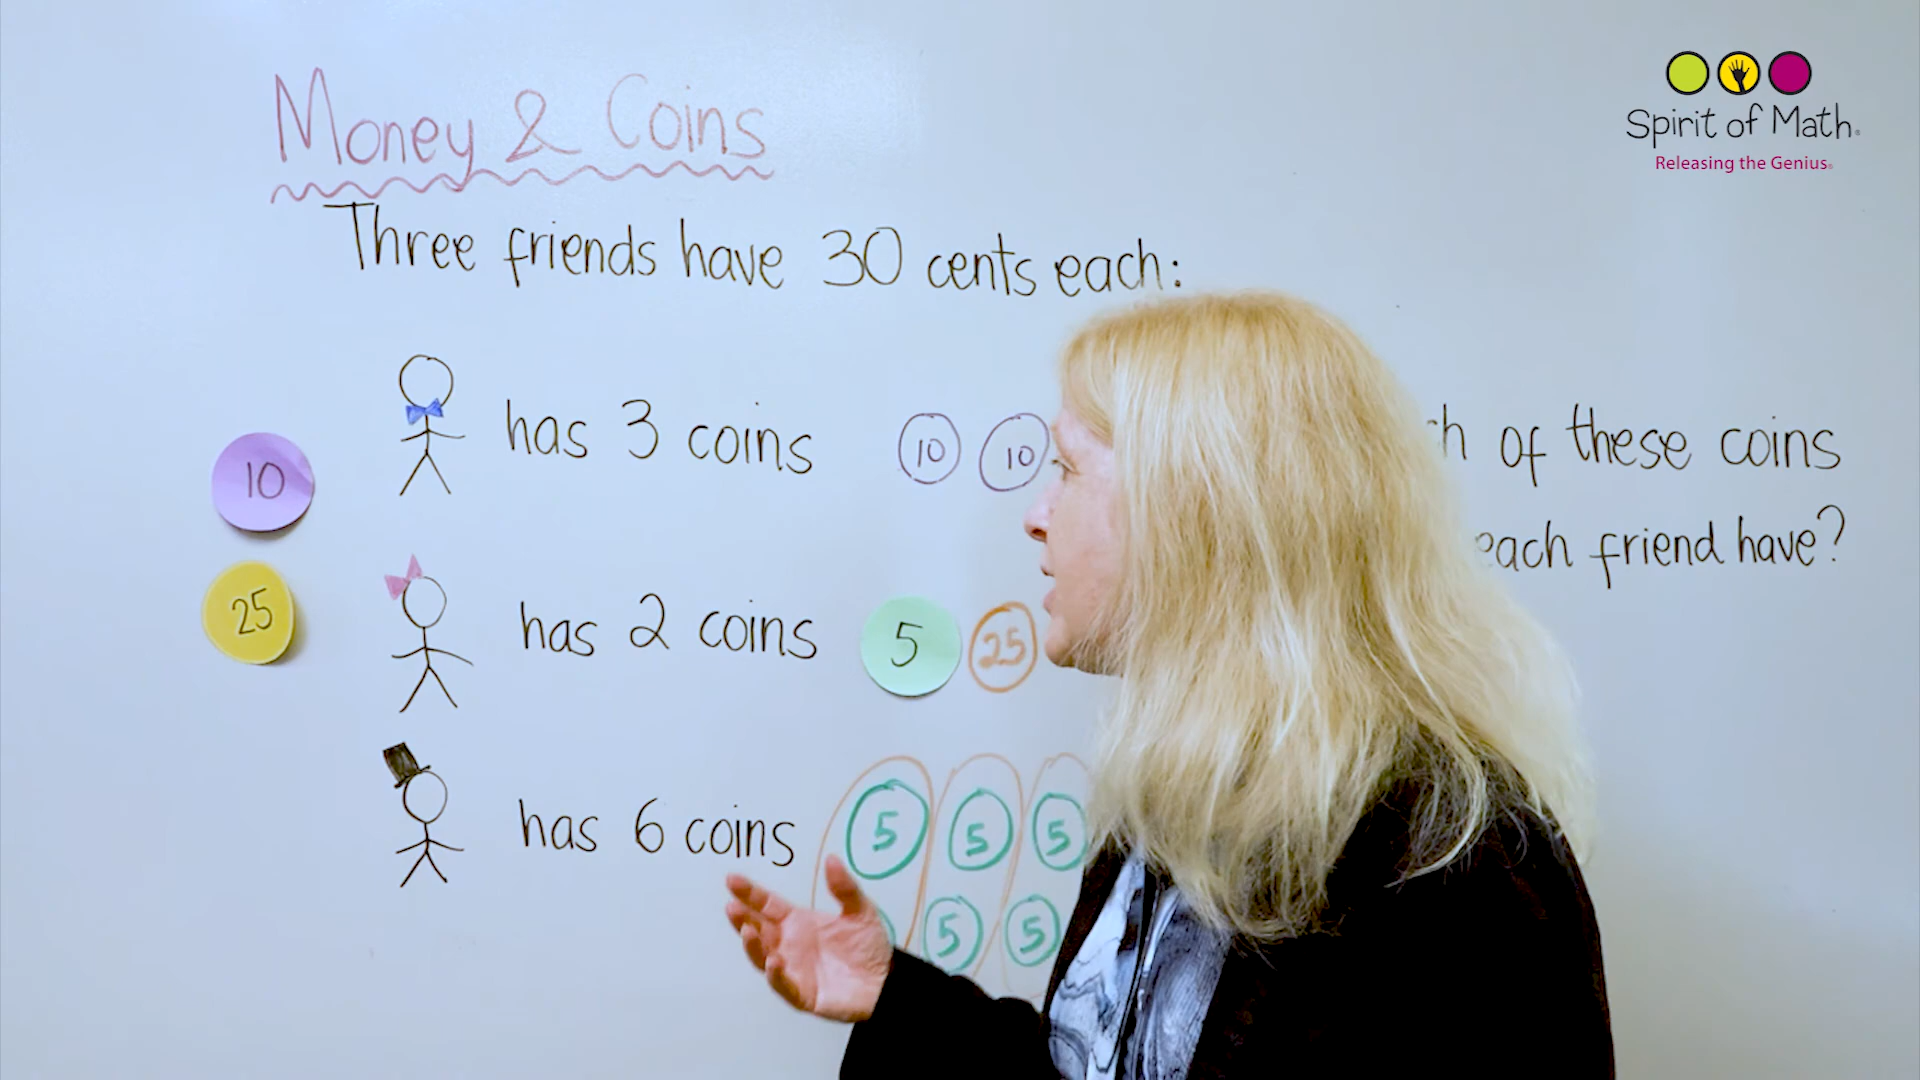 Money & Coins
Spirit of Math
Releasing the Genius
Three friends have 30 cents each:
has 3 coins 10 10
of these coins
10
each friend have?
25
has 2 coins 5 25
has 6 coins 5 5 5
5 5